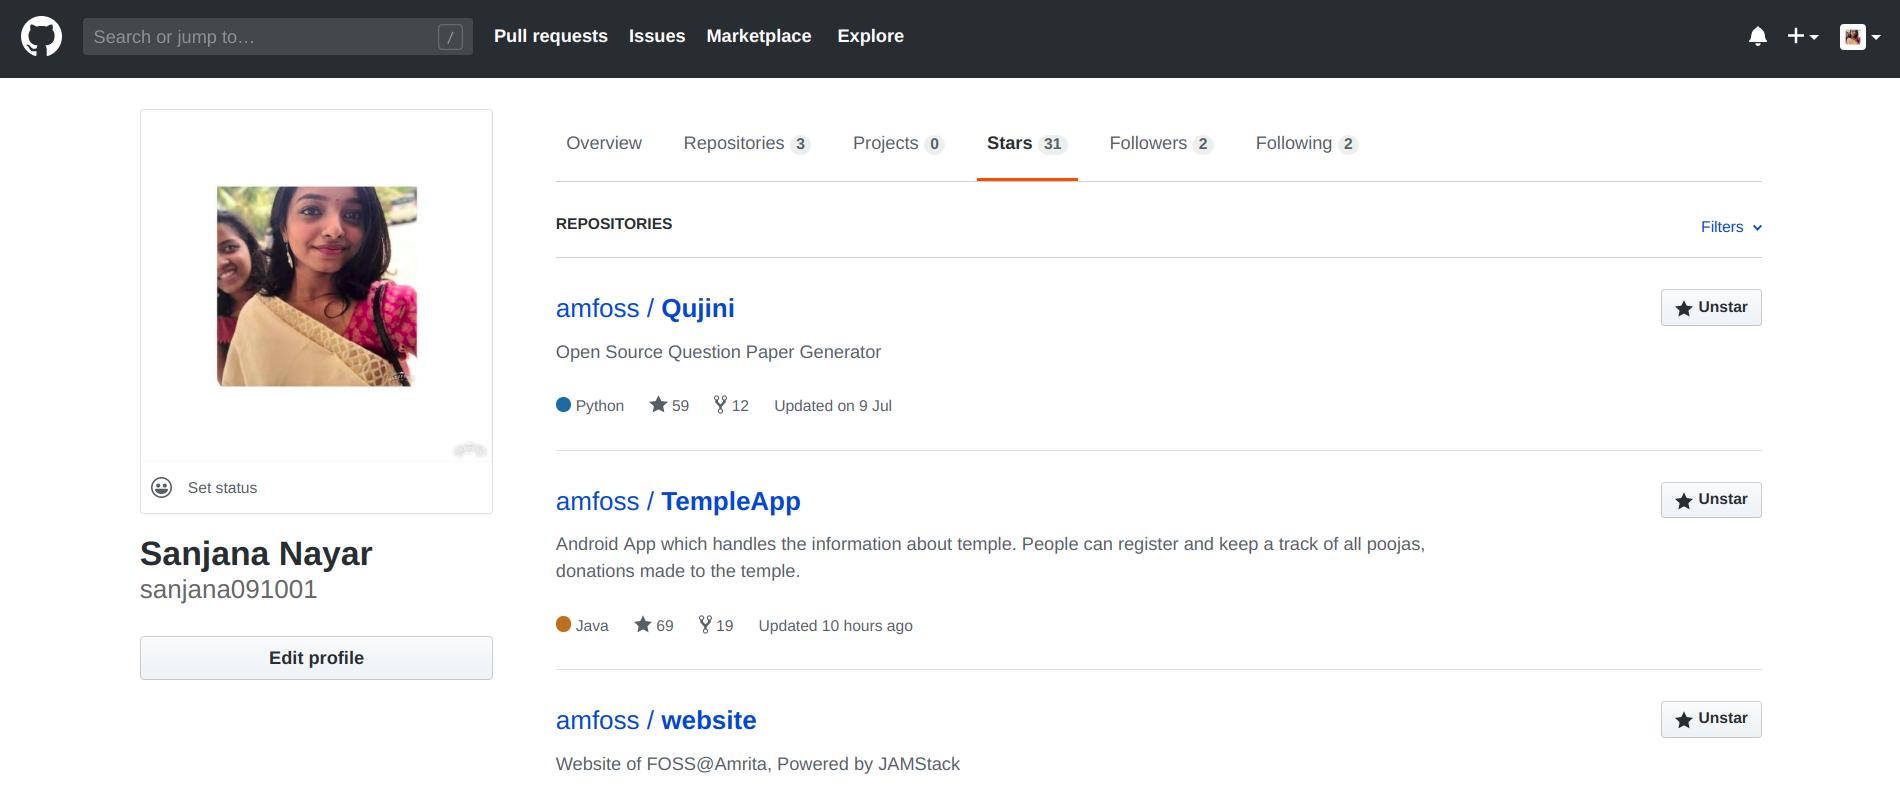 Search or jump to… /
Pull requests Issues Marketplace Explore
Overview Repositories 3 Projects 0 Stars 31 Followers 2 Following 2
REPOSITORIES Filters
amfoss / Qujini Unstar
Open Source Question Paper Generator
Python 59 12 Updated on 9 Jul
Set status
Sanjana Nayar
sanjana091001
Edit profile
amfoss / TempleApp Unstar
Android App which handles the information about temple. People can register and keep a track of all poojas,
donations made to the temple.
Java 69 19 Updated 10 hours ago
amfoss / website Unstar
Website of FOSS@Amrita, Powered by JAMStack